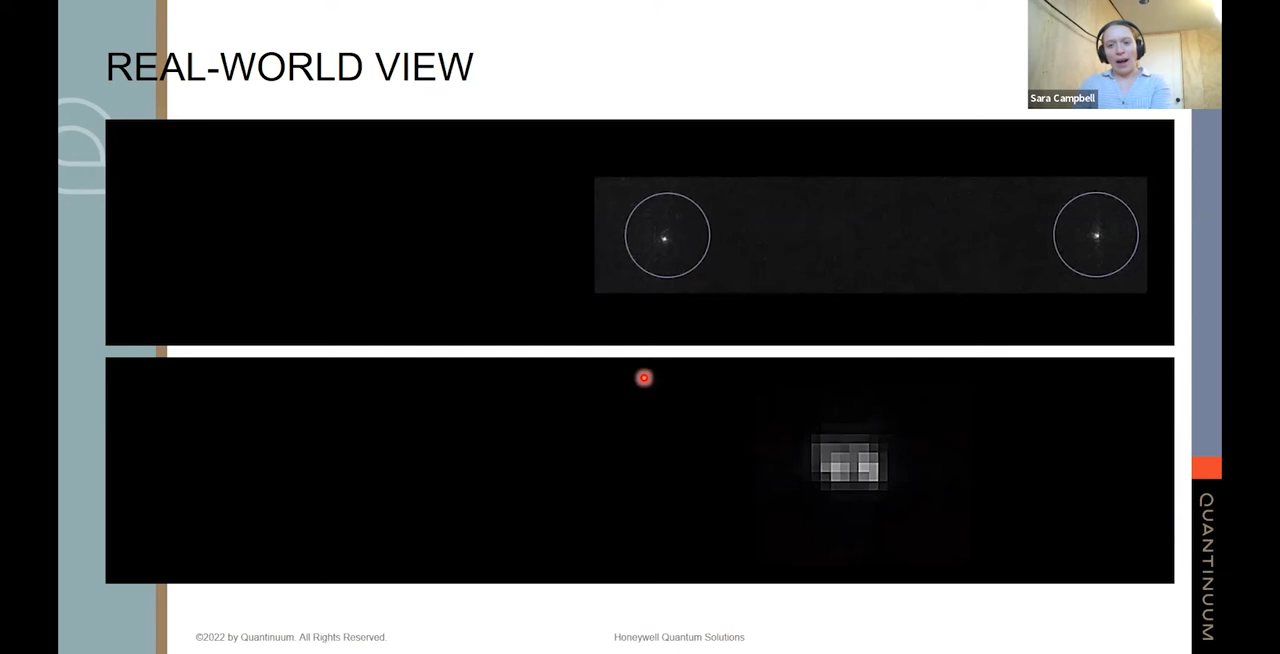 REAL-WORLD VIEW
Sara Campbell
©2022 by Quantinuum. All Rights Reserved.
Honeywell Quantum Solutions
QUANTINUUM